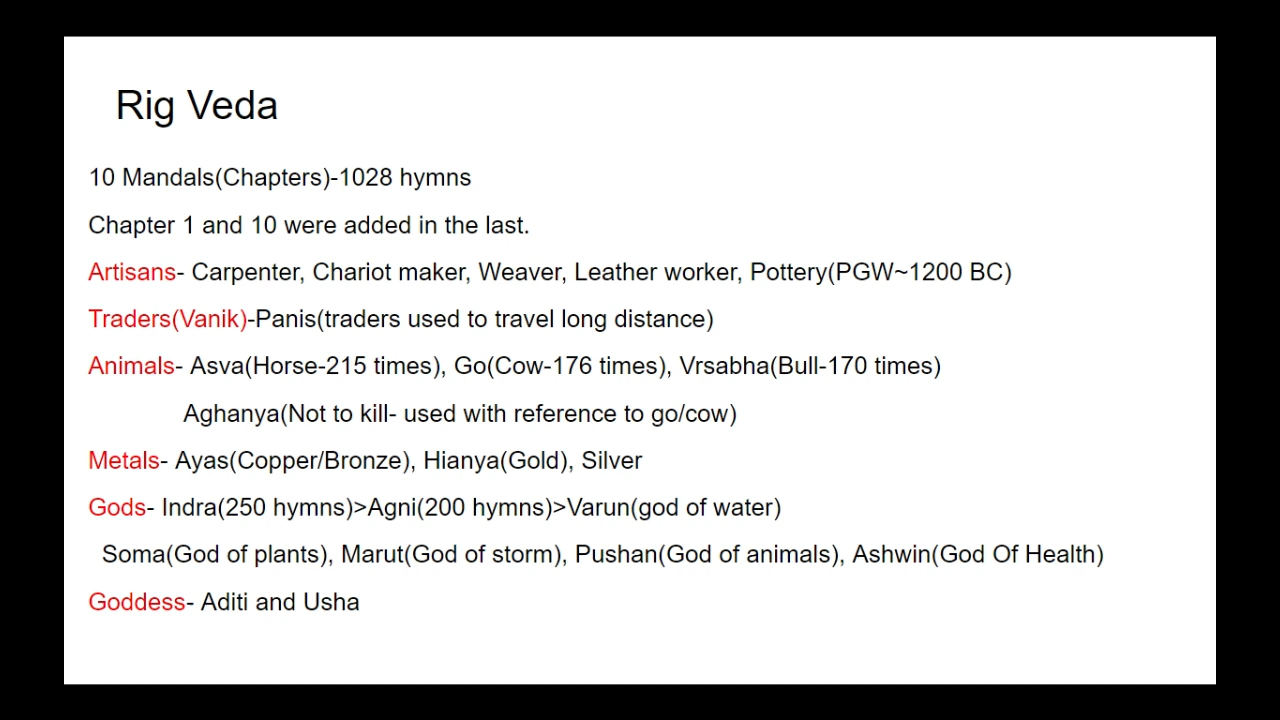 Rig Veda
10 Mandals(Chapters)-1028 hymns
Chapter 1 and 10 were added in the last.
Artisans- Carpenter, Chariot maker, Weaver, Leather worker, Pottery(PGW~1200 BC)
Traders(Vanik)-Panis(traders used to travel long distance)
Animals- Asva(Horse-215 times), Go(Cow-176 times), Vrsabha(Bull-170 times)
Aghanya(Not to kill- used with reference to go/cow)
Metals- Ayas(Copper/Bronze), Hianya(Gold), Silver
Gods- Indra(250 hymns)>Agni(200 hymns)>Varun(god of water)
Soma(God of plants), Marut(God of storm), Pushan(God of animals), Ashwin(God Of Health)
Goddess- Aditi and Usha